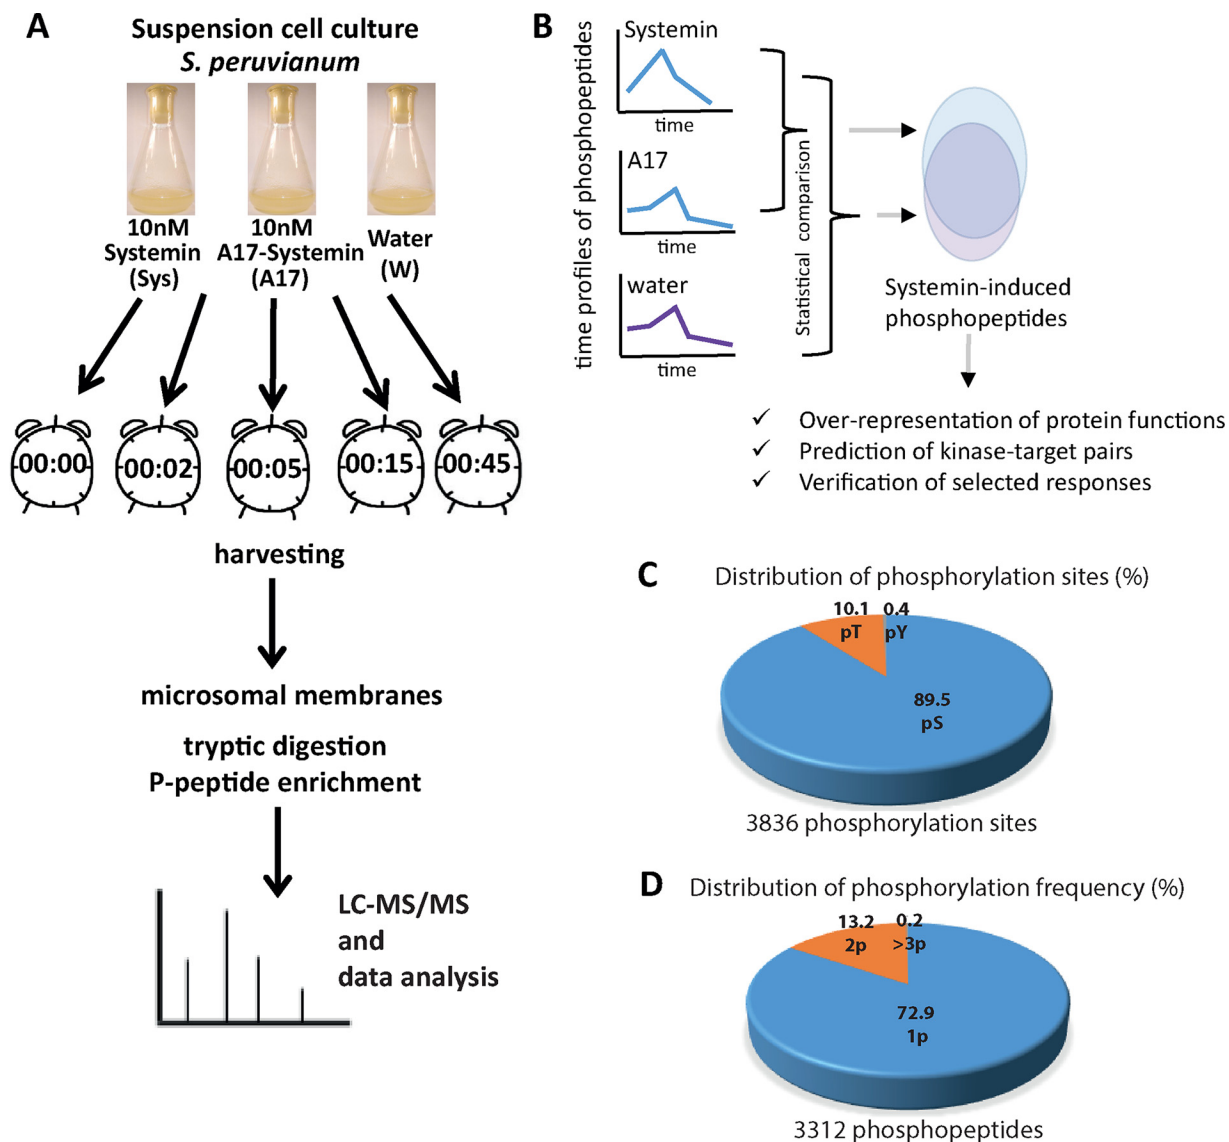 A
Suspension cell culture
S. peruvianum
10nM
Systemin
(Sys)
10nM
A17-Systemin
(A17)
Water
(W)
00:00
00:02
00:05
00:15
00:45
harvesting
microsomal membranes
tryptic digestion
P-peptide enrichment
LC-MS/MS
and
data analysis
B
time profiles of phosphopeptides
Systemin
time
A17
time
water
time
Statistical comparison
Systemin-induced
phosphopeptides
✓ Over-representation of protein functions
✓ Prediction of kinase-target pairs
✓ Verification of selected responses
C
Distribution of phosphorylation sites (%)
10.1
pT
0.4
pY
89.5
pS
3836 phosphorylation sites
D
Distribution of phosphorylation frequency (%)
13.2
2p
0.2
>3p
72.9
1p
3312 phosphopeptides